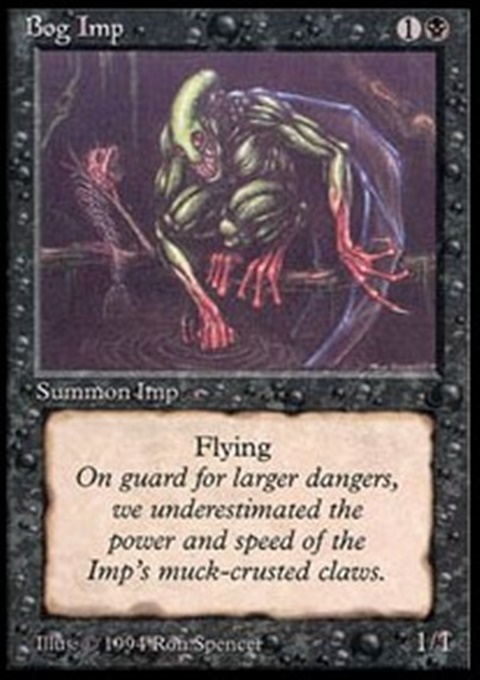 Bog Imp
1
Summon Imp
Flying
On guard for larger dangers,
we underestimated the
power and speed of the
Imp's muck-crusted claws.
Illus. © 1994 Ron Spencer
1/1